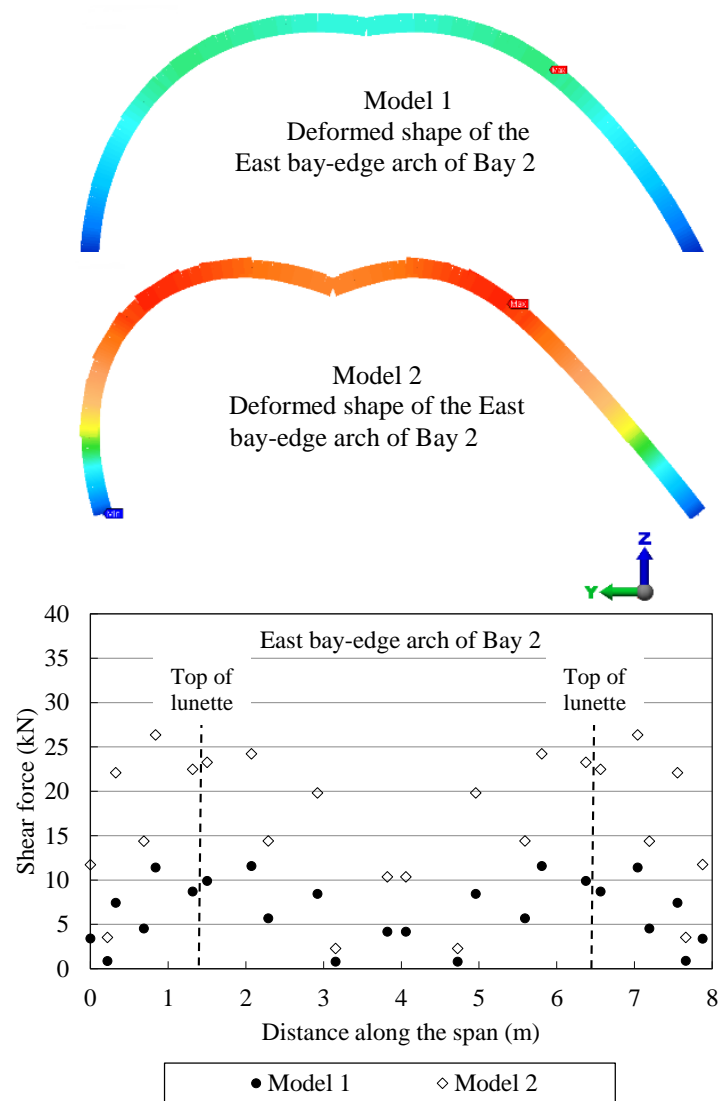 Max
Model 1
Deformed shape of the
East bay-edge arch of Bay 2
Max
Model 2
Deformed shape of the East
bay-edge arch of Bay 2
Min
Z
Y
40
35
30
25
20
15
10
5
0
Shear force (kN)
East bay-edge arch of Bay 2
Top of
lunette
Top of
lunette
0 1 2 3 4 5 6 7 8
Distance along the span (m)
Model 1 Model 2